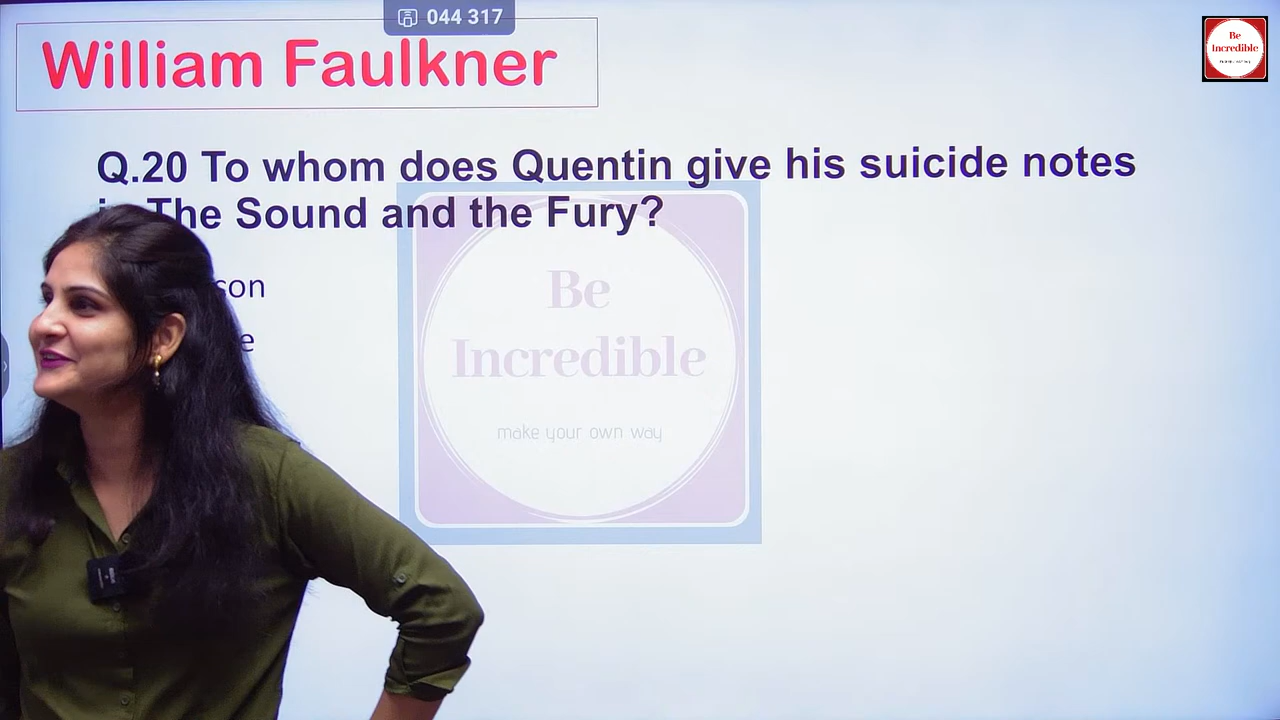 044 317
William Faulkner
Be
Incredible
Q.20 To whom does Quentin give his suicide notes
The Sound and the Fury?
Be
Incredible
make your own way